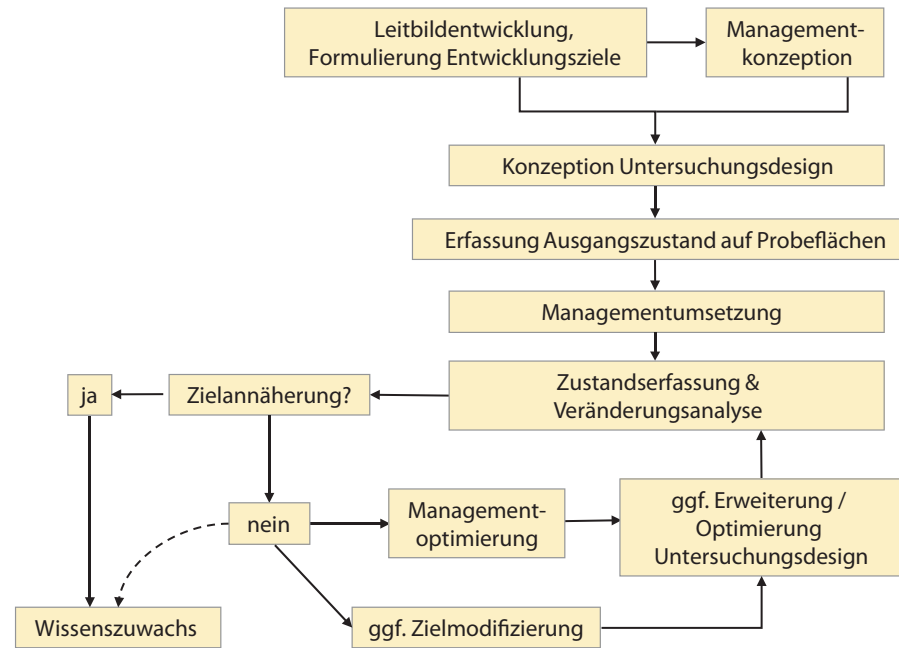 Leitbildentwicklung,
Formulierung Entwicklungsziele
Management-
konzeption
Konzeption Untersuchungsdesign
Erfassung Ausgangszustand auf Probeflächen
Managementumsetzung
Zustandserfassung &
Veränderungsanalyse
Zielannäherung?
ja
nein
Management-
optimierung
ggf. Erweiterung /
Optimierung
Untersuchungsdesign
Wissenszuwachs
ggf. Zielmodifizierung